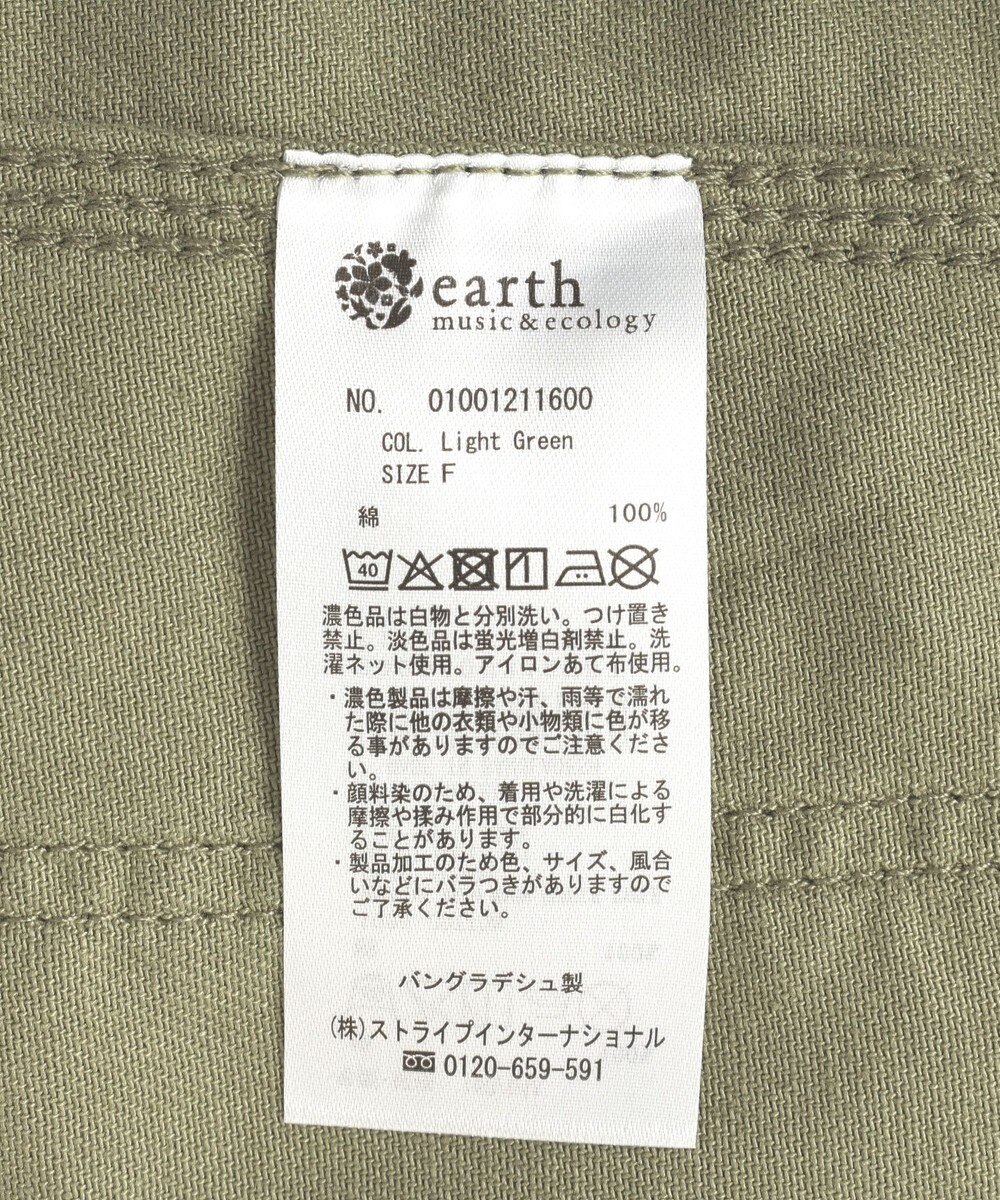 earth
music&ecology
NO. 01001211600
COL. Light Green
SIZE F
綿 100%
40
濃色品は白物と分別洗い。つけ置き
禁止。淡色品は蛍光増白剤禁止。洗
濯ネット使用。アイロンあて布使用。
・濃色製品は摩擦や汗、雨等で濡れ
た際に他の衣類や小物類に色が移
る事がありますのでご注意くださ
い。
・顔料染のため、着用や洗濯による
摩擦や揉み作用で部分的に白化す
ることがあります。
・製品加工のため色、サイズ、風合
いなどにバラつきがありますので
ご了承ください。
バングラデシュ製
(株)ストライプインターナショナル
0120-659-591